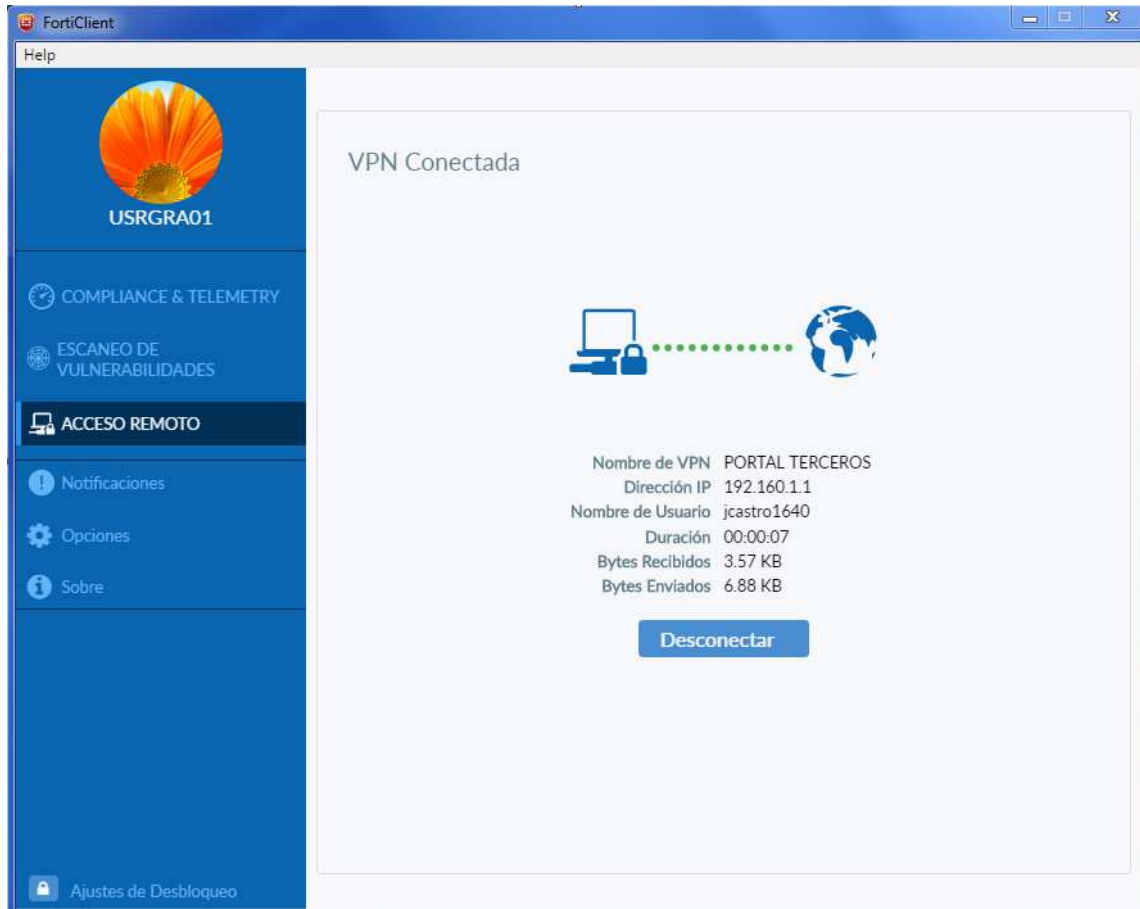 FortiClient
Help
USRGRA01
COMPLIANCE & TELEMETRY
ESCANEO DE
VULNERABILIDADES
ACCESO REMOTO
Notificaciones
Opciones
Sobre
Ajustes de Desbloqueo
VPN Conectada
Nombre de VPN PORTAL TERCEROS
Dirección IP 192.160.1.1
Nombre de Usuario jcastro1640
Duración 00:00:07
Bytes Recibidos 3.57 KB
Bytes Enviados 6.88 KB
Desconectar